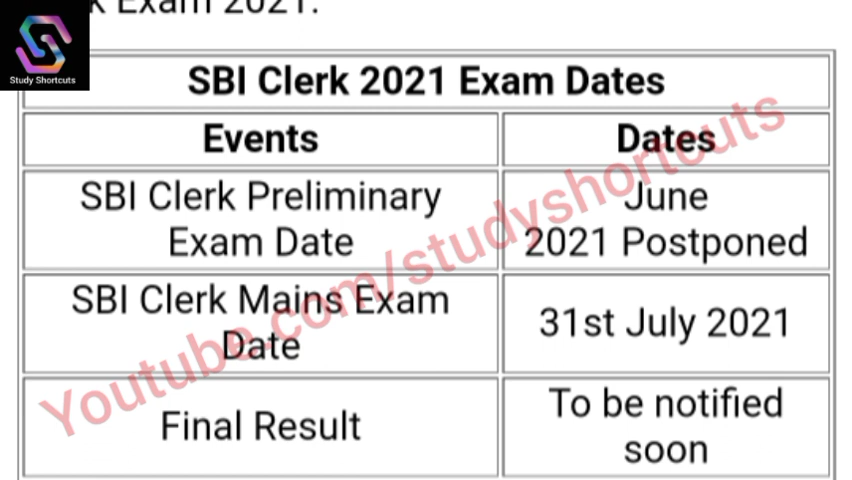 k Exam 2021.
Study Shortcuts
SBI Clerk 2021 Exam Dates
Events
Dates
SBI Clerk Preliminary
Exam Date
June
2021 Postponed
SBI Clerk Mains Exam
Date
31st July 2021
Final Result
To be notified
soon
Youtube.com/studyshortcuts